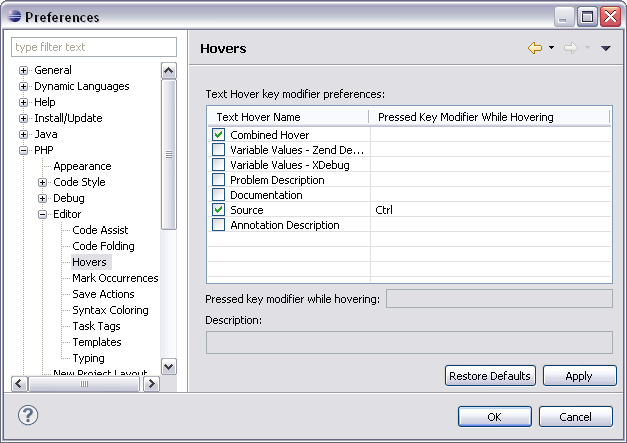 Preferences
type filter text
General
Dynamic Languages
Help
Install/Update
Java
PHP
Appearance
Code Style
Debug
Editor
Code Assist
Code Folding
Hovers
Mark Occurrences
Save Actions
Syntax Coloring
Task Tags
Templates
Typing
New Project Layout
Hovers
Text Hover key modifier preferences:
Text Hover Name Pressed Key Modifier While Hovering
Combined Hover
Variable Values - Zend De...
Variable Values - XDebug
Problem Description
Documentation
Source Ctrl
Annotation Description
Pressed key modifier while hovering:
Description:
Restore Defaults Apply
? OK Cancel